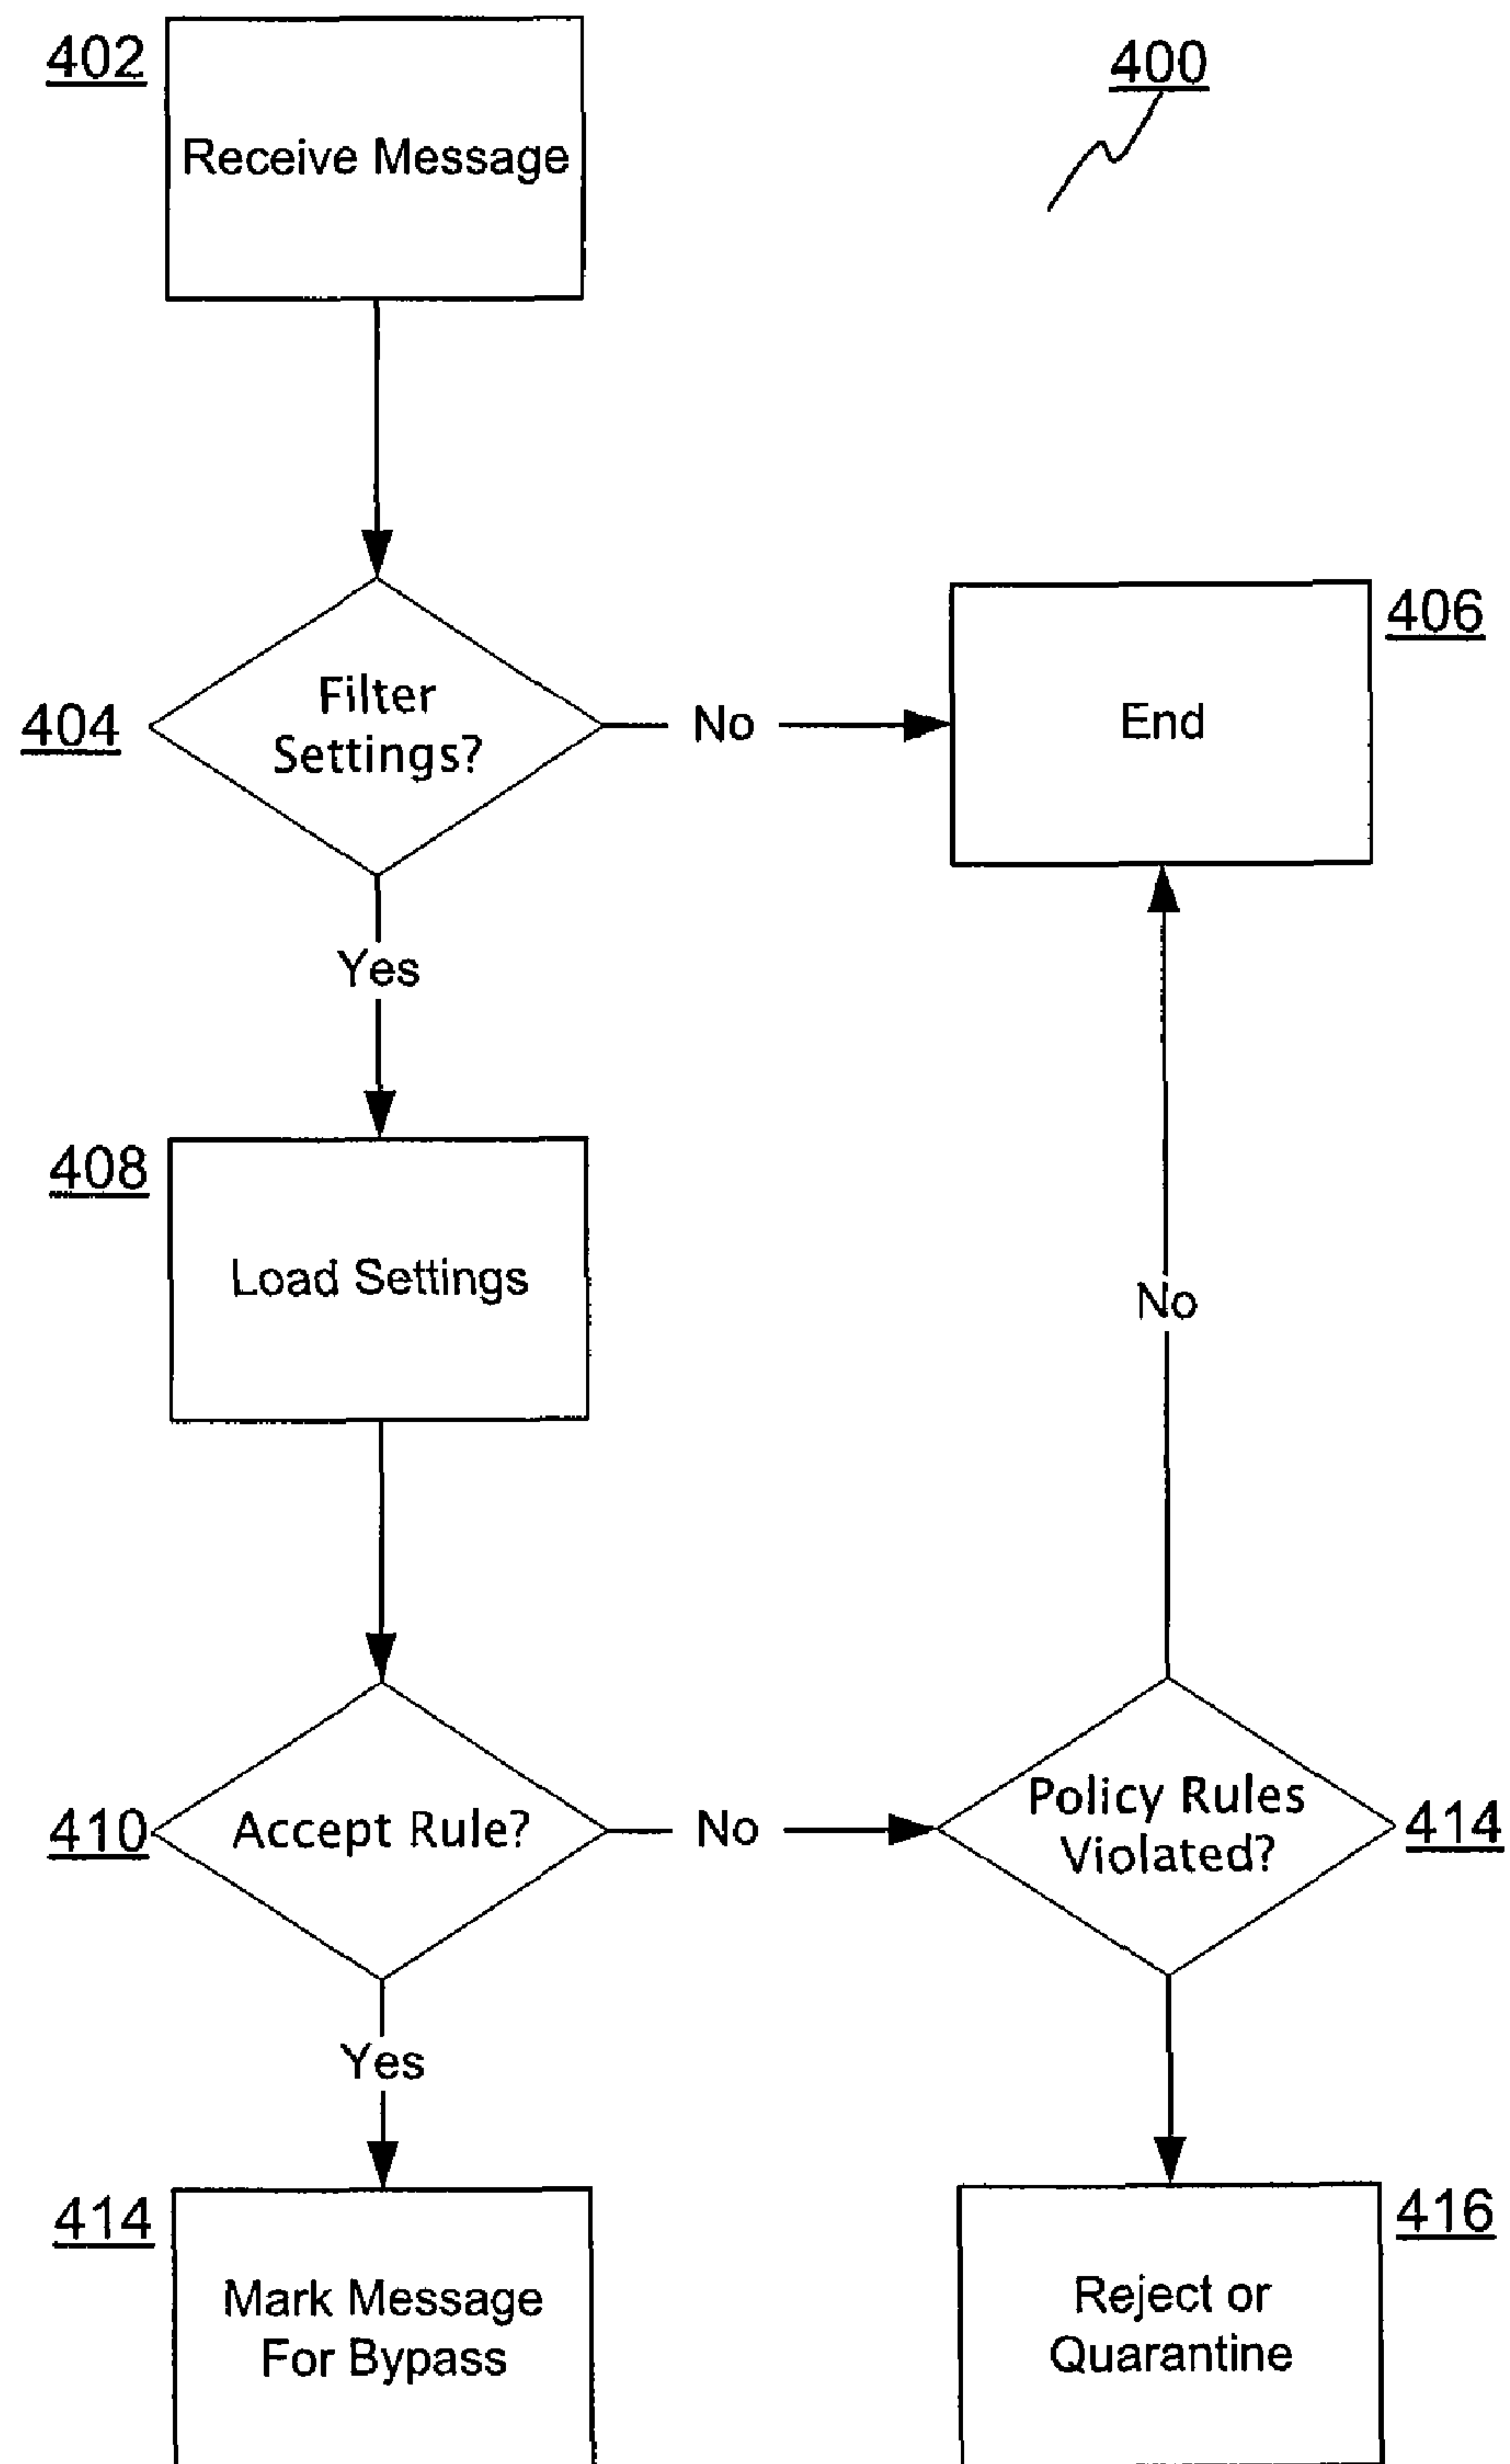 402
Receive Message
400
404
Filter
Settings?
No
End
406
Yes
408
Load Settings
No
410
Accept Rule?
No
Policy Rules
Violated?
414
Yes
414
Mark Message
For Bypass
Reject or
Quarantine
416